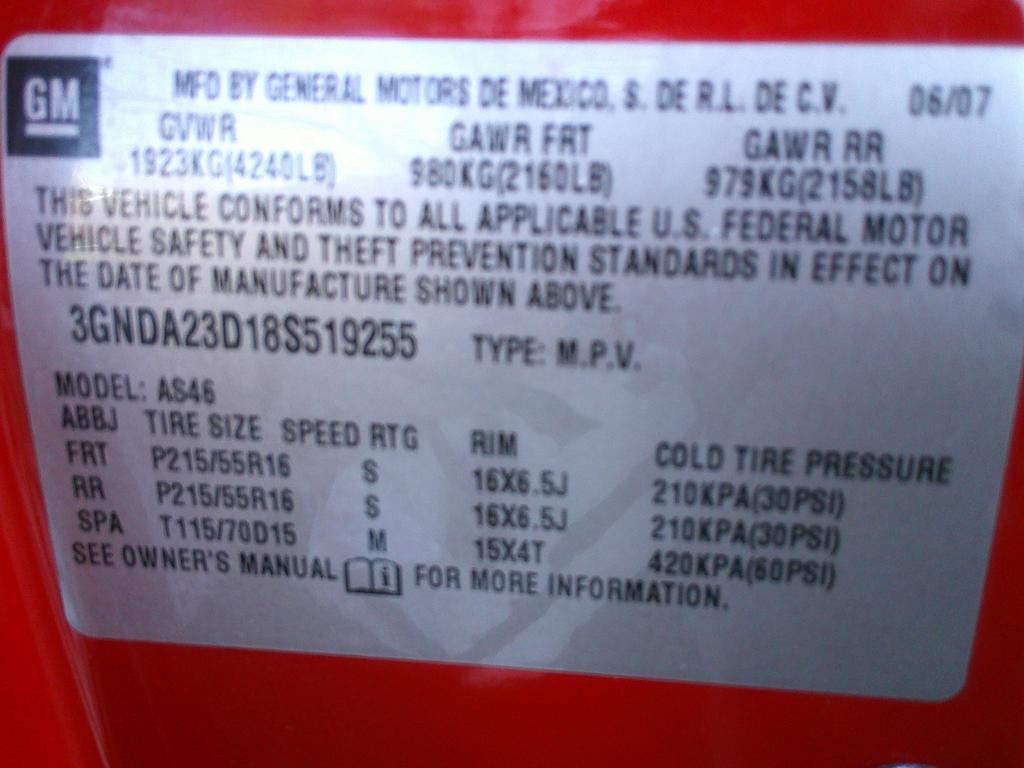 GM
MFD BY GENERAL MOTORS DE MEXICO, S. DE R.L. DE C.V. 06/07
GVWR GAWR FRT GAWR RR
1923KG(4240LB) 980KG(2160LB) 979KG(2158LB)
THIS VEHICLE CONFORMS TO ALL APPLICABLE U.S. FEDERAL MOTOR
VEHICLE SAFETY AND THEFT PREVENTION STANDARDS IN EFFECT ON
THE DATE OF MANUFACTURE SHOWN ABOVE.
3GNDA23D18S519255 TYPE: M.P.V.
MODEL: AS46
ABBJ TIRE SIZE SPEED RTG RIM COLD TIRE PRESSURE
FRT P215/55R16 S 16X6.5J 210KPA(30PSI)
RR P215/55R16 S 16X6.5J 210KPA(30PSI)
SPA T115/70D15 M 15X4T 420KPA(60PSI)
SEE OWNER'S MANUAL i FOR MORE INFORMATION.